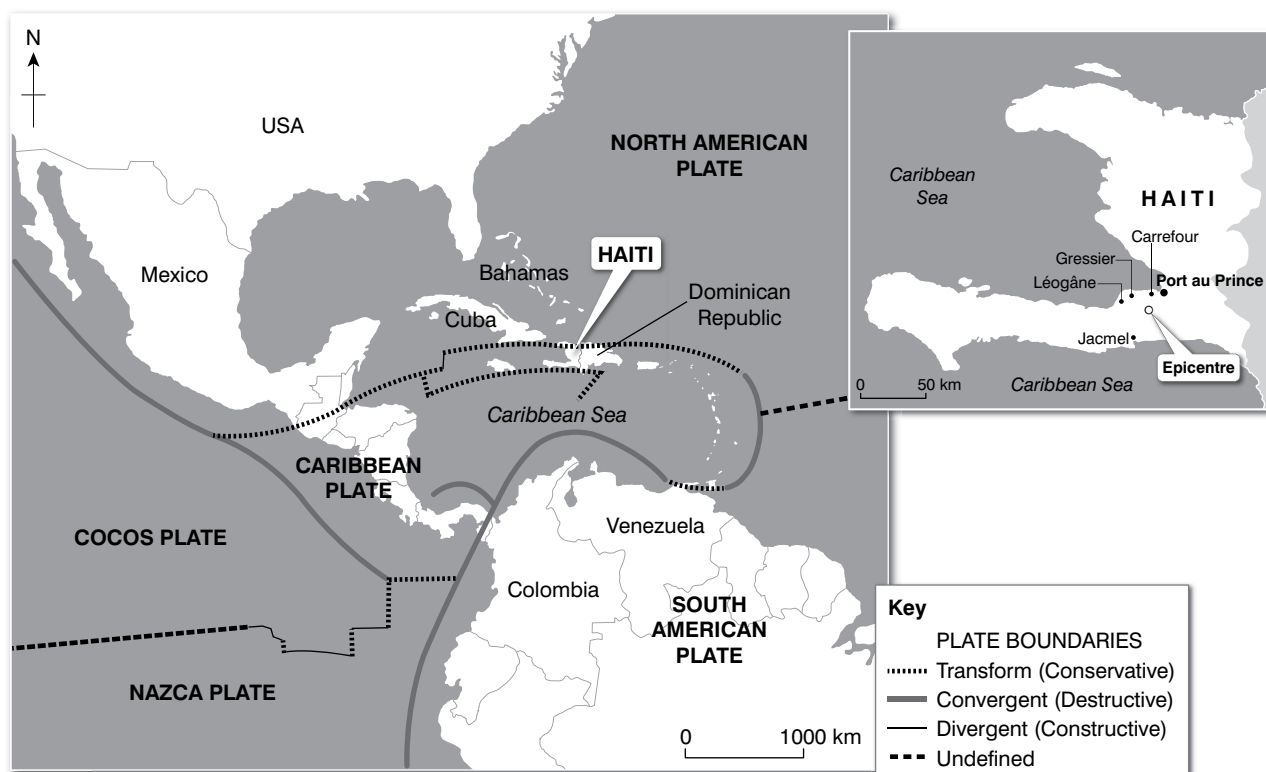 N
USA
NORTH AMERICAN
PLATE
Mexico
Bahamas
HAITI
Dominican
Republic
Cuba
Caribbean Sea
CARIBBEAN
PLATE
COCOS PLATE
Venezuela
Colombia
SOUTH
AMERICAN
PLATE
NAZCA PLATE
0 1000 km
Caribbean
Sea
HAITI
Carrefour
Gressier
Léogâne
Port au Prince
Jacmel
Epicentre
0 50 km
Caribbean Sea
Key
PLATE BOUNDARIES
Transform (Conservative)
Convergent (Destructive)
Divergent (Constructive)
Undefined